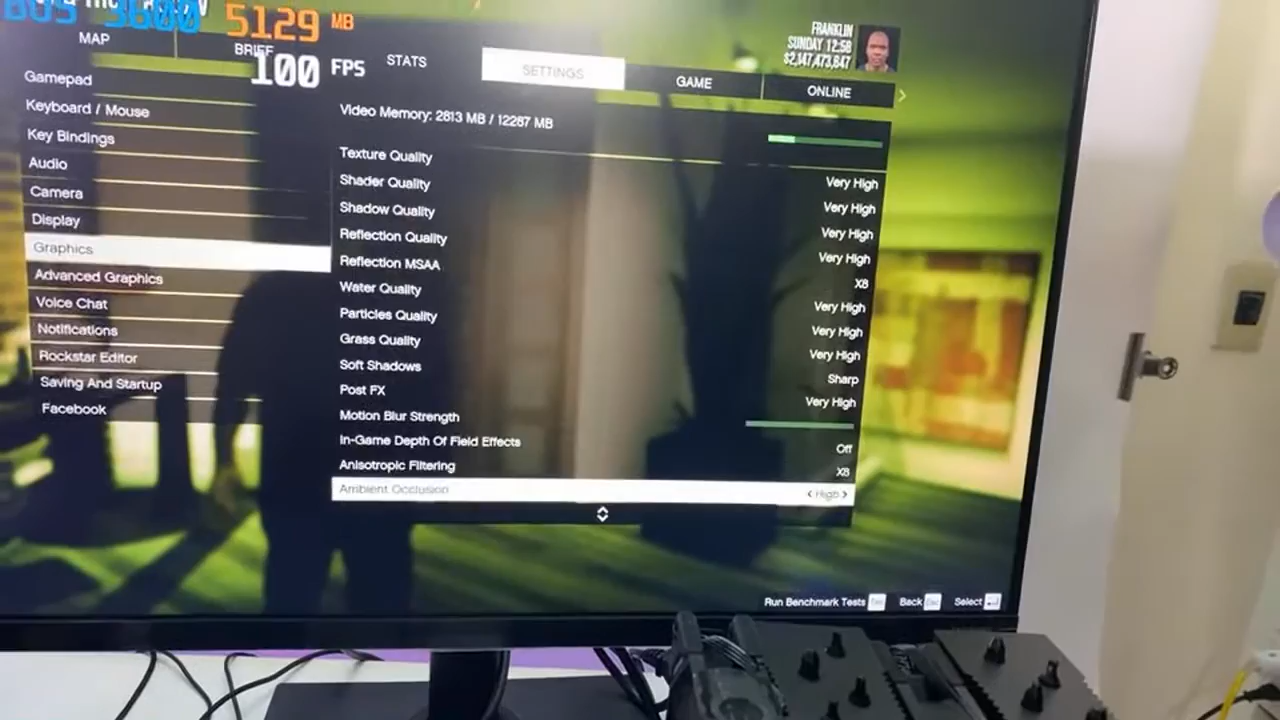 BUS 3600 5129 MB
100 FPS
MAP
BRIEF
STATS
SETTINGS
GAME
ONLINE
FRANKLIN
SUNDAY 12:58
$2,147,473,647
Gamepad
Keyboard / Mouse
Key Bindings
Audio
Camera
Display
Graphics
Advanced Graphics
Voice Chat
Notifications
Rockstar Editor
Saving And Startup
Facebook
Video Memory: 2813 MB / 12287 MB
Texture Quality Very High
Shader Quality Very High
Shadow Quality Very High
Reflection Quality Very High
Reflection MSAA X8
Water Quality Very High
Particles Quality Very High
Grass Quality Very High
Soft Shadows Sharp
Post FX Very High
Motion Blur Strength
In-Game Depth Of Field Effects Off
Anisotropic Filtering X8
Ambient Occlusion < High >
Run Benchmark Tests
Back Esc
Select